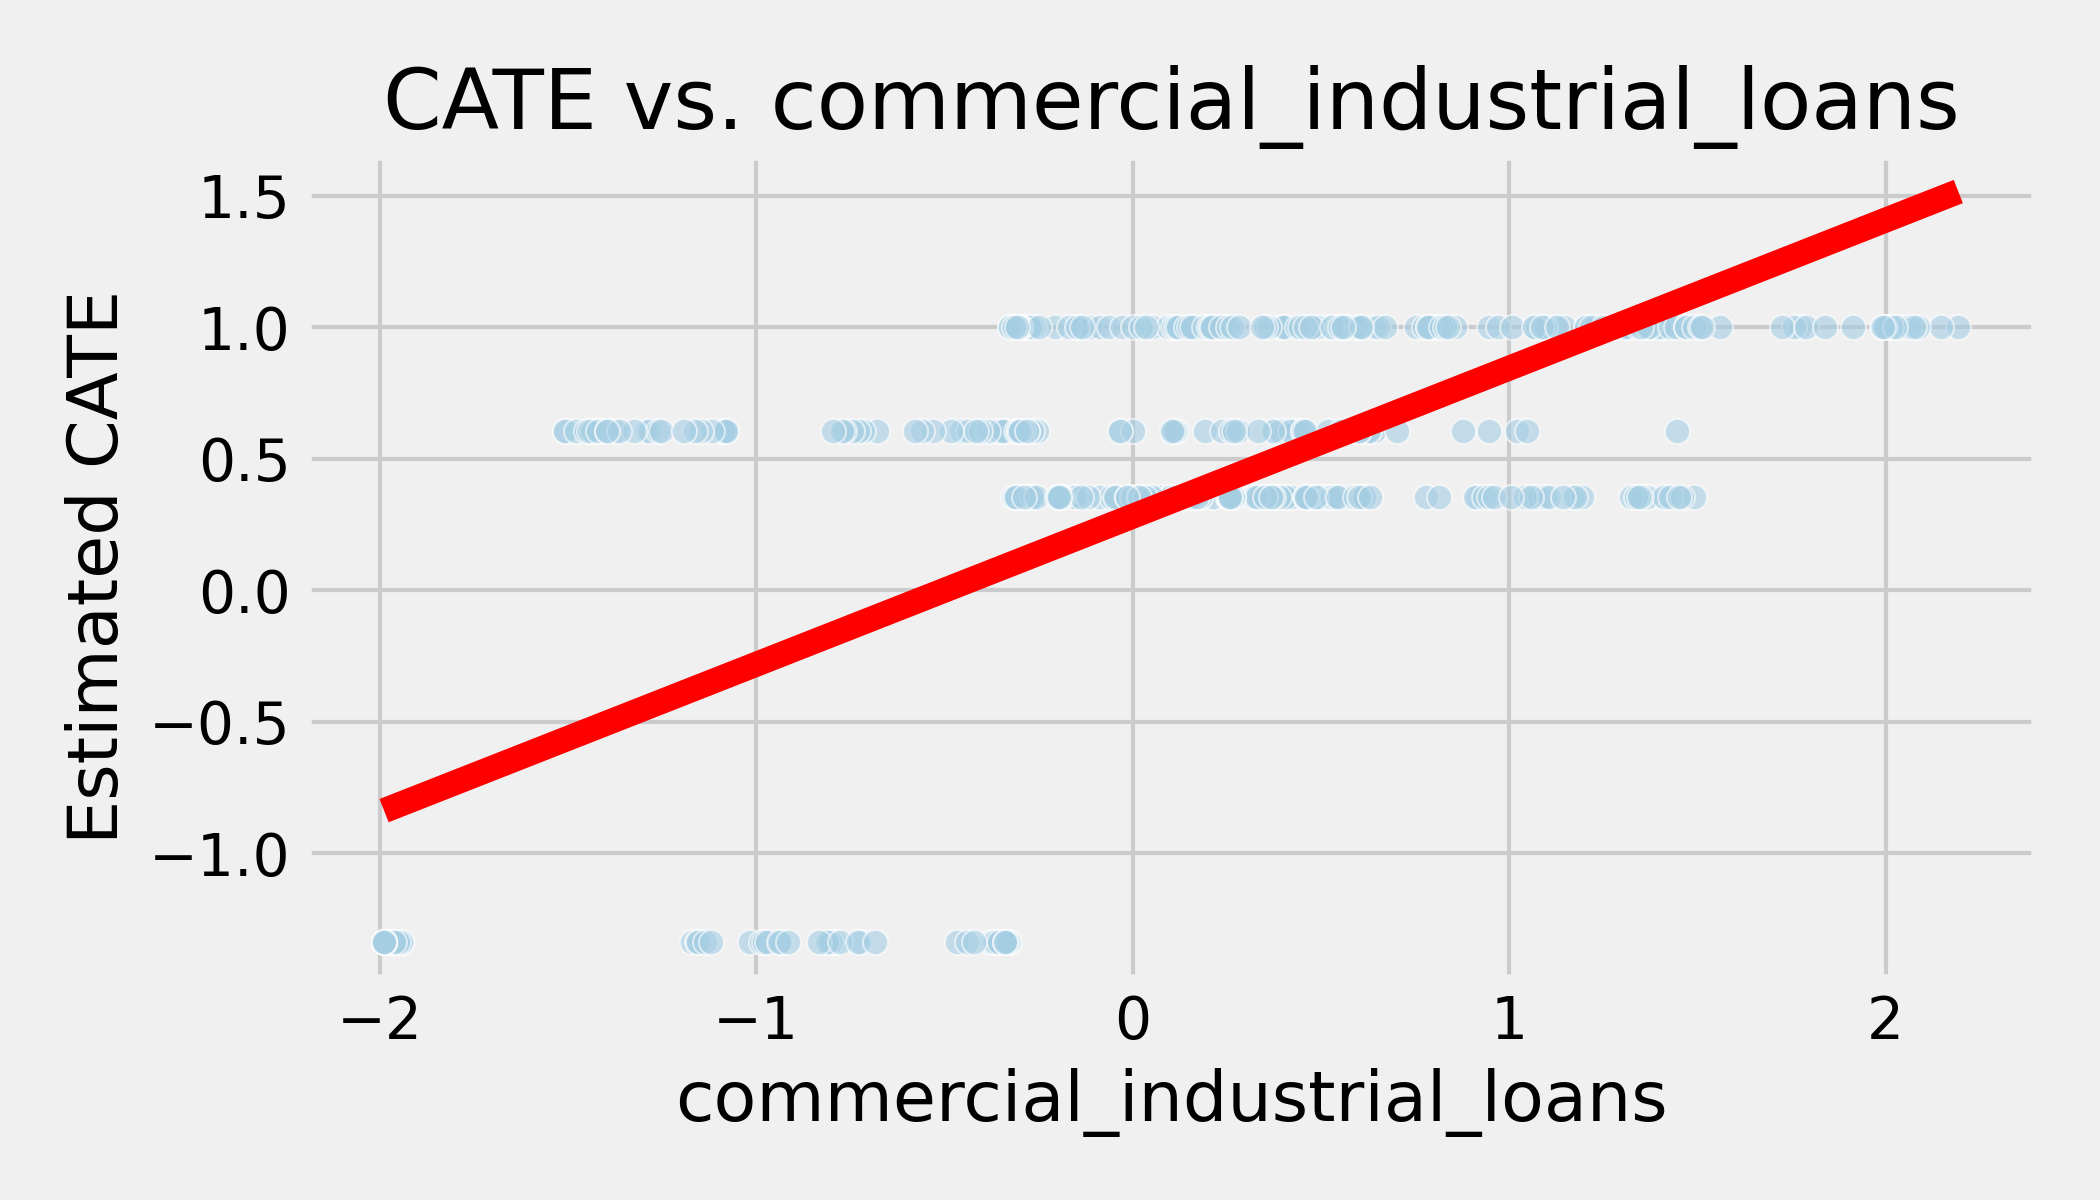 CATE vs. commercial_industrial_loans
1.5
1.0
0.5
0.0
−0.5
−1.0
Estimated CATE
−2 −1 0 1 2
commercial_industrial_loans